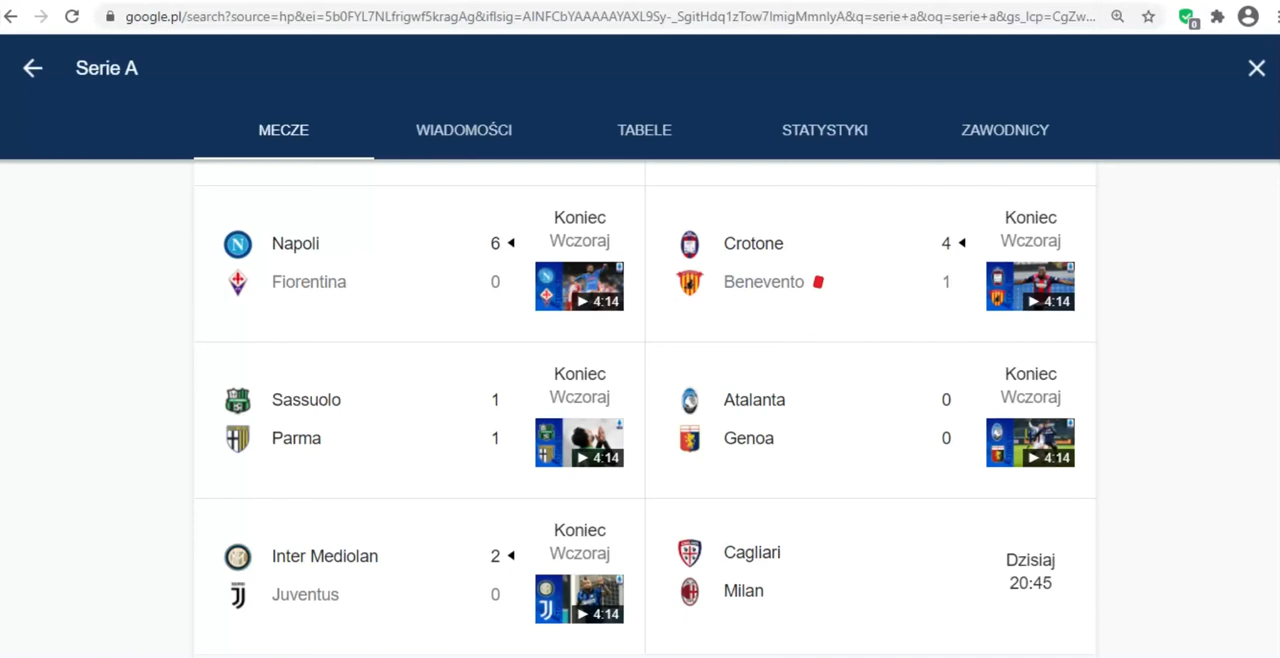 google.pl/search?source=hp&ei=5b0FYL7NLfrigwf5kragAg&iflsig=AINFCbYAAAAAYAXL9Sy-_SgitHdq1zTow7ImigMmnIyA&q=serie+a&oq=serie+a&gs_lcp=CgZw...
0
Serie A
MECZE WIADOMOŚCI TABELE STATYSTYKI ZAWODNICY
Napoli 6
Fiorentina 0
Koniec
Wczoraj
4:14
Crotone 4
Benevento 1
Koniec
Wczoraj
4:14
Sassuolo 1
Parma 1
Koniec
Wczoraj
4:14
Atalanta 0
Genoa 0
Koniec
Wczoraj
4:14
Inter Mediolan 2
Juventus 0
Koniec
Wczoraj
4:14
Cagliari
Milan
Dzisiaj
20:45